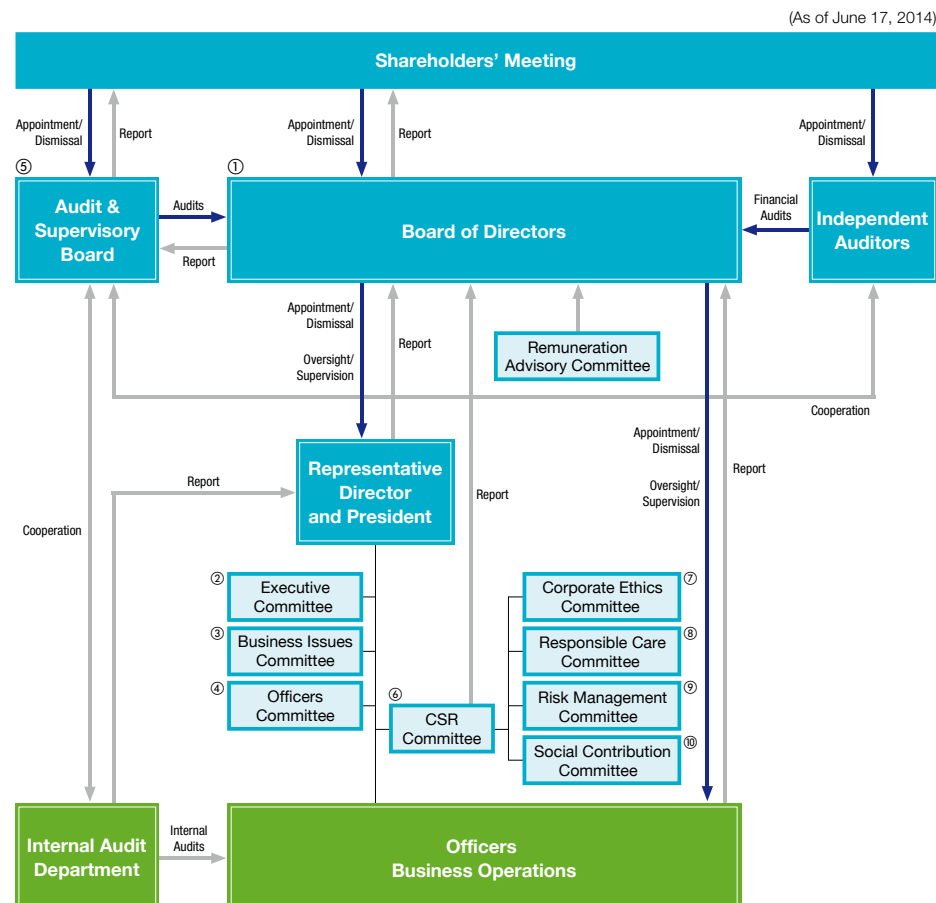 (As of June 17, 2014)
Shareholders' Meeting
Appointment/
Dismissal
Report
Appointment/
Dismissal
Report
Appointment/
Dismissal
⑤
Audit &
Supervisory
Board
Audits
Report
①
Board of Directors
Financial
Audits
Independent
Auditors
Appointment/
Dismissal
Oversight/
Supervision
Report
Remuneration
Advisory Committee
Cooperation
Appointment/
Dismissal
Oversight/
Supervision
Report
Representative
Director
and President
Report
Report
Cooperation
②
Executive
Committee
③
Business Issues
Committee
④
Officers
Committee
⑥
CSR
Committee
Corporate Ethics
Committee
⑦
Responsible Care
Committee
⑧
Risk Management
Committee
⑨
Social Contribution
Committee
⑩
Internal Audit
Department
Internal
Audits
Officers
Business Operations